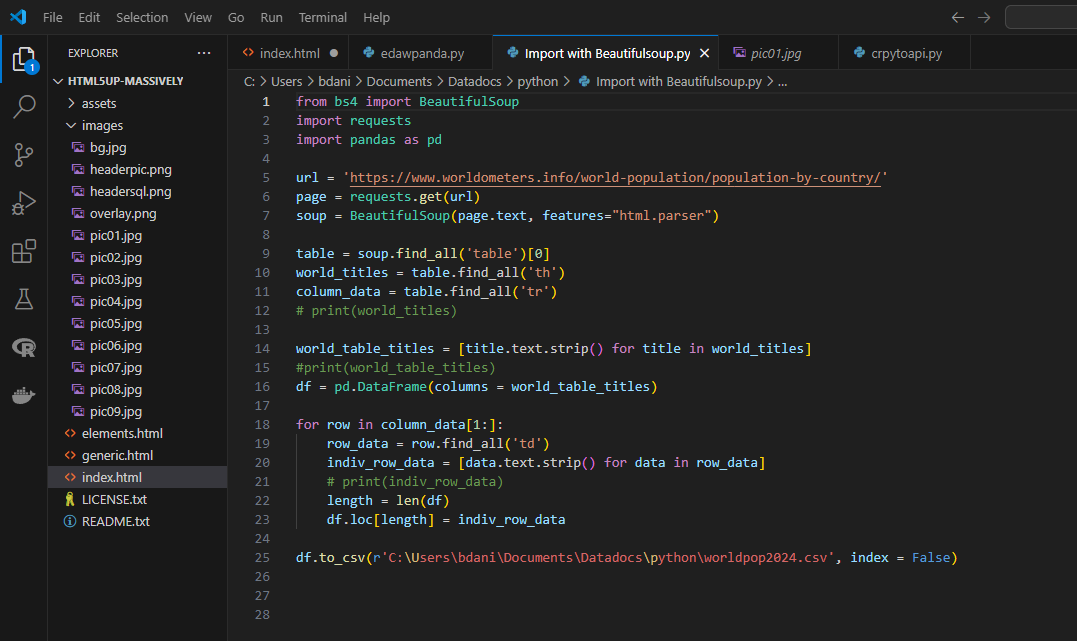 File Edit Selection View Go Run Terminal Help
EXPLORER ···
index.html
edawpanda.py
Import with Beautifulsoup.py
pic01.jpg
crpytoapi.py
1
HTML5UP-MASSIVELY
assets
images
bg.jpg
headerpic.png
headersql.png
overlay.png
pic01.jpg
pic02.jpg
pic03.jpg
pic04.jpg
pic05.jpg
pic06.jpg
pic07.jpg
pic08.jpg
pic09.jpg
elements.html
generic.html
index.html
LICENSE.txt
README.txt
C: > Users > bdani > Documents > Datadocs > python > Import with Beautifulsoup.py > ...
1 from bs4 import BeautifulSoup
2 import requests
3 import pandas as pd
4
5 url = 'https://www.worldometers.info/world-population/population-by-country/'
6 page = requests.get(url)
7 soup = BeautifulSoup(page.text, features="html.parser")
8
9 table = soup.find_all('table')[0]
10 world_titles = table.find_all('th')
11 column_data = table.find_all('tr')
12 # print(world_titles)
13
14 world_table_titles = [title.text.strip() for title in world_titles]
15 #print(world_table_titles)
16 df = pd.DataFrame(columns = world_table_titles)
17
18 for row in column_data[1:]:
19 row_data = row.find_all('td')
20 indiv_row_data = [data.text.strip() for data in row_data]
21 # print(indiv_row_data)
22 length = len(df)
23 df.loc[length] = indiv_row_data
24
25 df.to_csv(r'C:\Users\bdani\Documents\Datadocs\python\worldpop2024.csv', index = False)
26
27
28